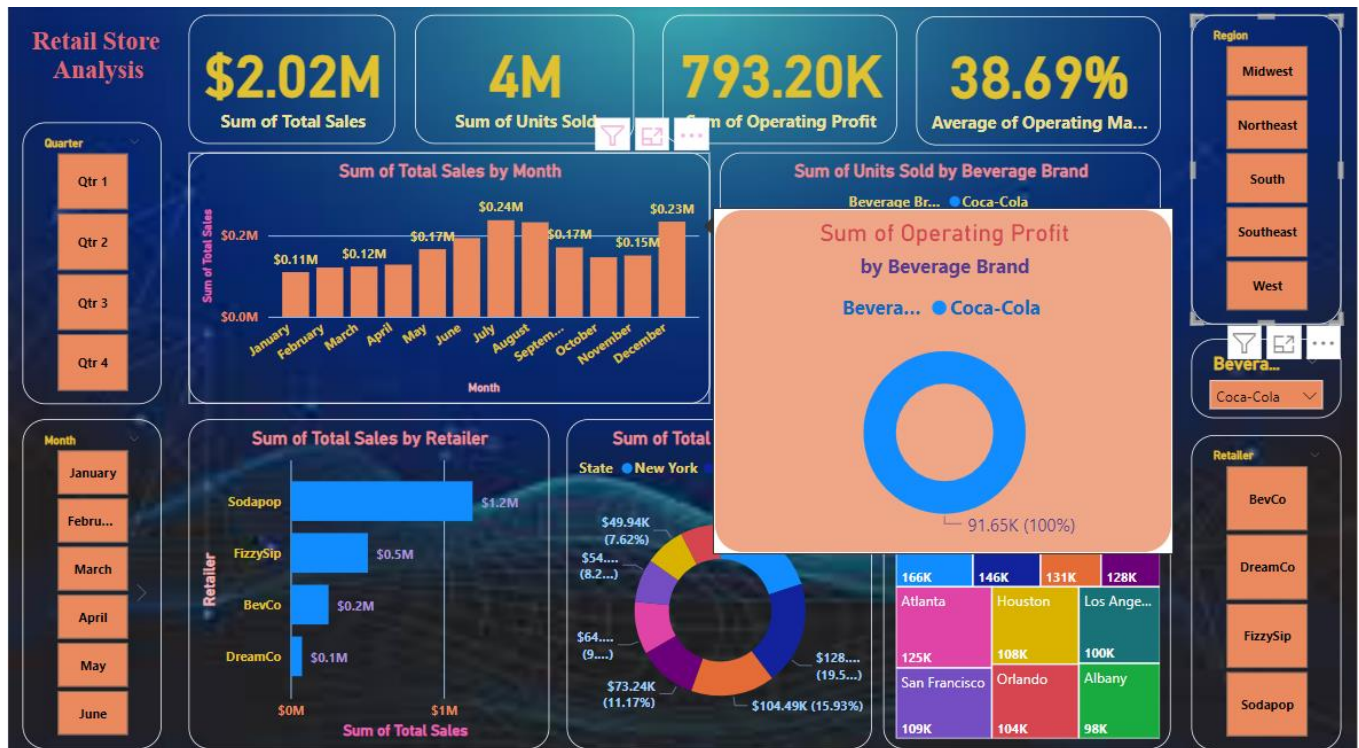 Retail Store
Analysis
$2.02M
Sum of Total Sales
4M
Sum of Units Sold
793.20K
m of Operating Profit
38.69%
Average of Operating Ma...
Region
Midwest
Northeast
South
Southeast
West
Quarter
Qtr 1
Qtr 2
Qtr 3
Qtr 4
Sum of Total Sales by Month
Sum of Total Sales
$0.2M
$0.0M
$0.11M
$0.12M
$0.17M
$0.24M
$0.17M
$0.15M
$0.23M
January
February
March
April
May
June
July
August
Septem...
October
November
December
Month
Sum of Units Sold by Beverage Brand
Beverage Br... Coca-Cola
Sum of Operating Profit
by Beverage Brand
Bevera... Coca-Cola
91.65K (100%)
Bevera...
Coca-Cola
Month
January
Febru...
March
April
May
June
Sum of Total Sales by Retailer
Retailer
Sodapop
$1.2M
FizzySip
$0.5M
BevCo
$0.2M
DreamCo
$0.1M
$0M
$1M
Sum of Total Sales
Sum of Total
State New York
$49.94K
(7.62%)
$54....
(8.2...)
$64....
(9....)
$73.24K
(11.17%)
$104.49K (15.93%)
$128....
(19.5...)
166K
146K
131K
128K
Atlanta
125K
Houston
108K
Los Ange...
100K
San Francisco
109K
Orlando
104K
Albany
98K
Retailer
BevCo
DreamCo
FizzySip
Sodapop